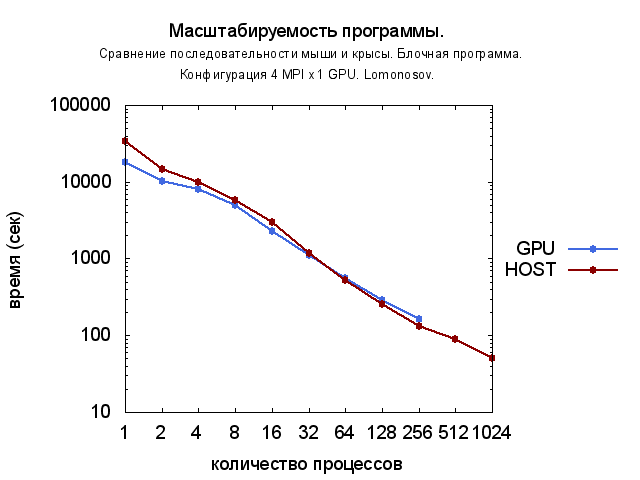 Масштабируемость программы.
Сравнение последовательности мыши и крысы. Блочная программа.
Конфигурация 4 MPI x 1 GPU. Lomonosov.
100000
10000
1000
100
10
время (сек)
GPU
HOST
1 2 4 8 16 32 64 128 256 512 1024
количество процессов